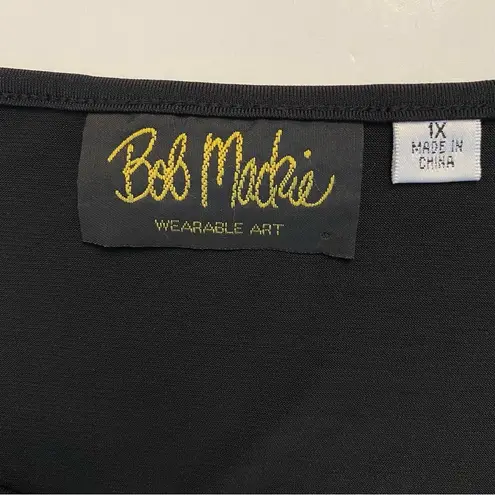 Bob Mackie
WEARABLE ART
1X
MADE IN
CHINA